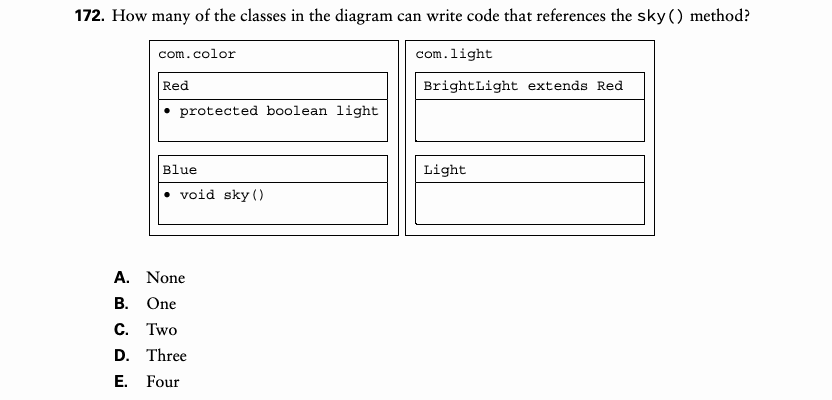 172. How many of the classes in the diagram can write code that references the sky() method?
com.color
Red
• protected boolean light
Blue
• void sky()
com.light
BrightLight extends Red
Light
A. None
B. One
C. Two
D. Three
E. Four